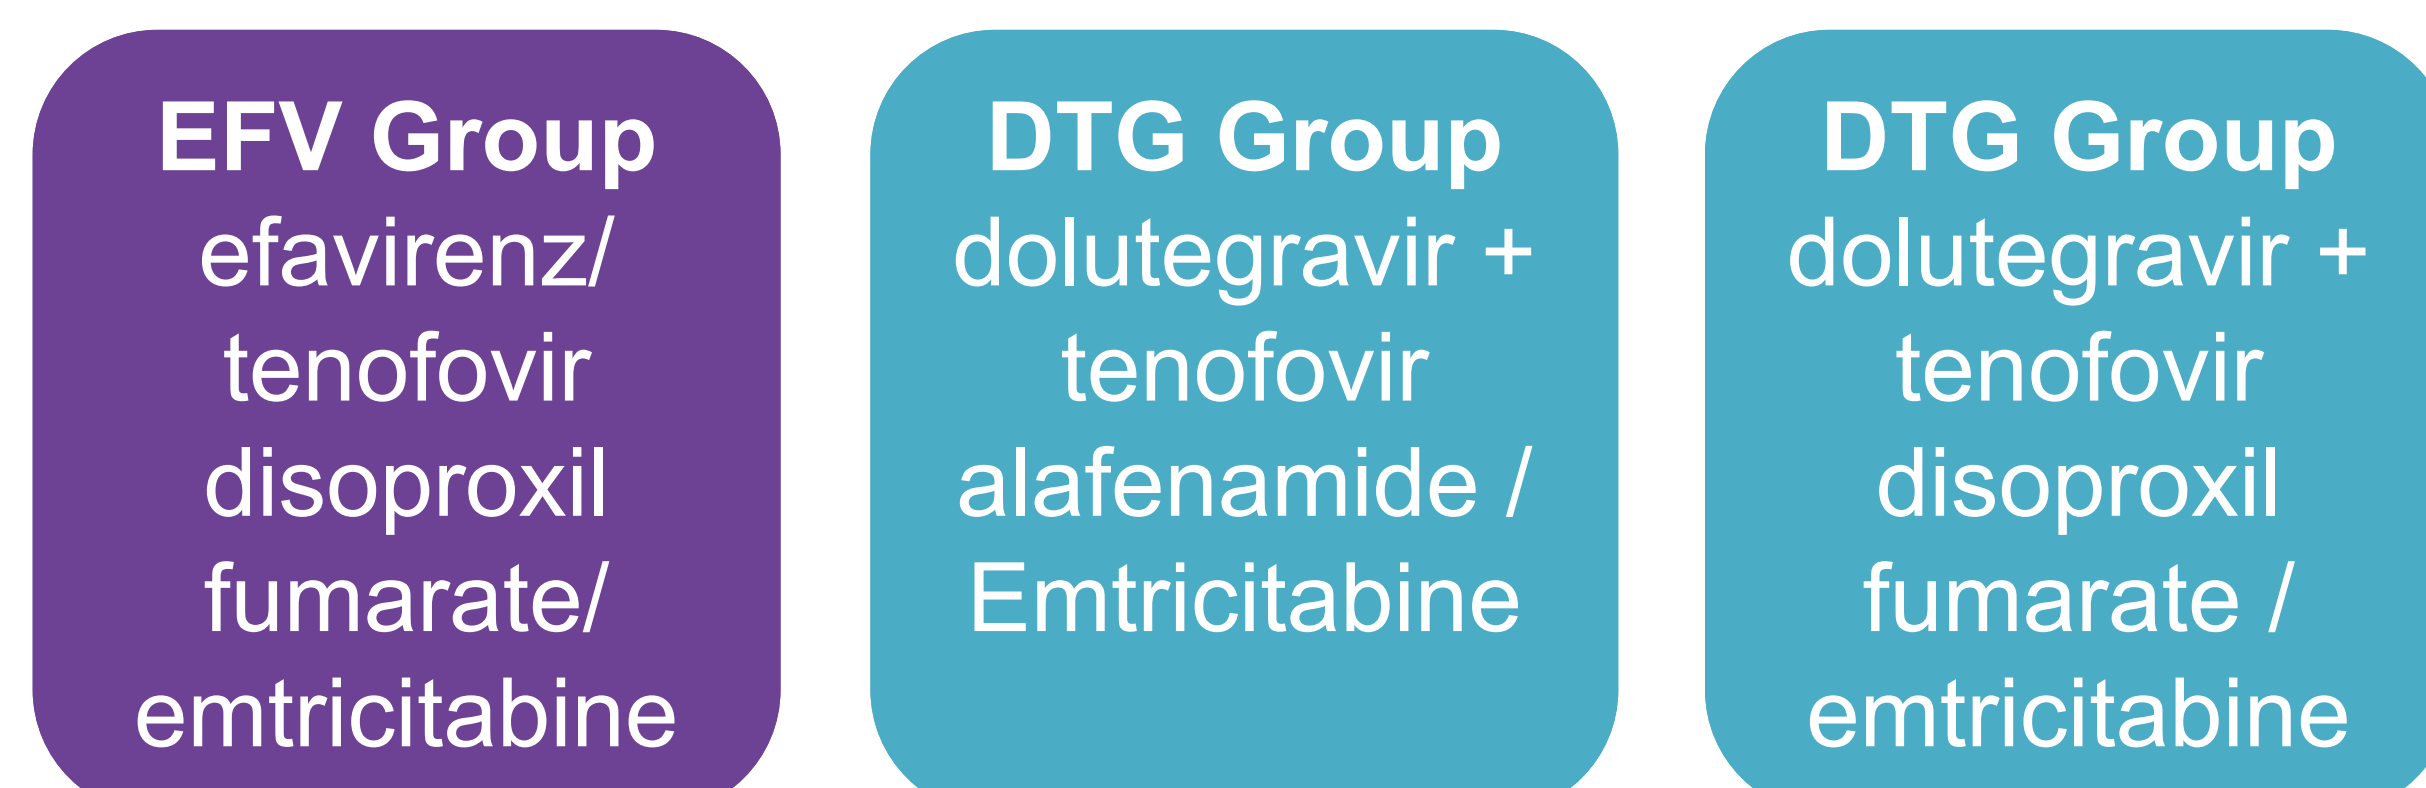 EFV Group
efavirenz/
tenofovir
disoproxil
fumarate/
emtricitabine
DTG Group
dolutegravir +
tenofovir
alafenamide /
Emtricitabine
DTG Group
dolutegravir +
tenofovir
disoproxil
fumarate /
emtricitabine